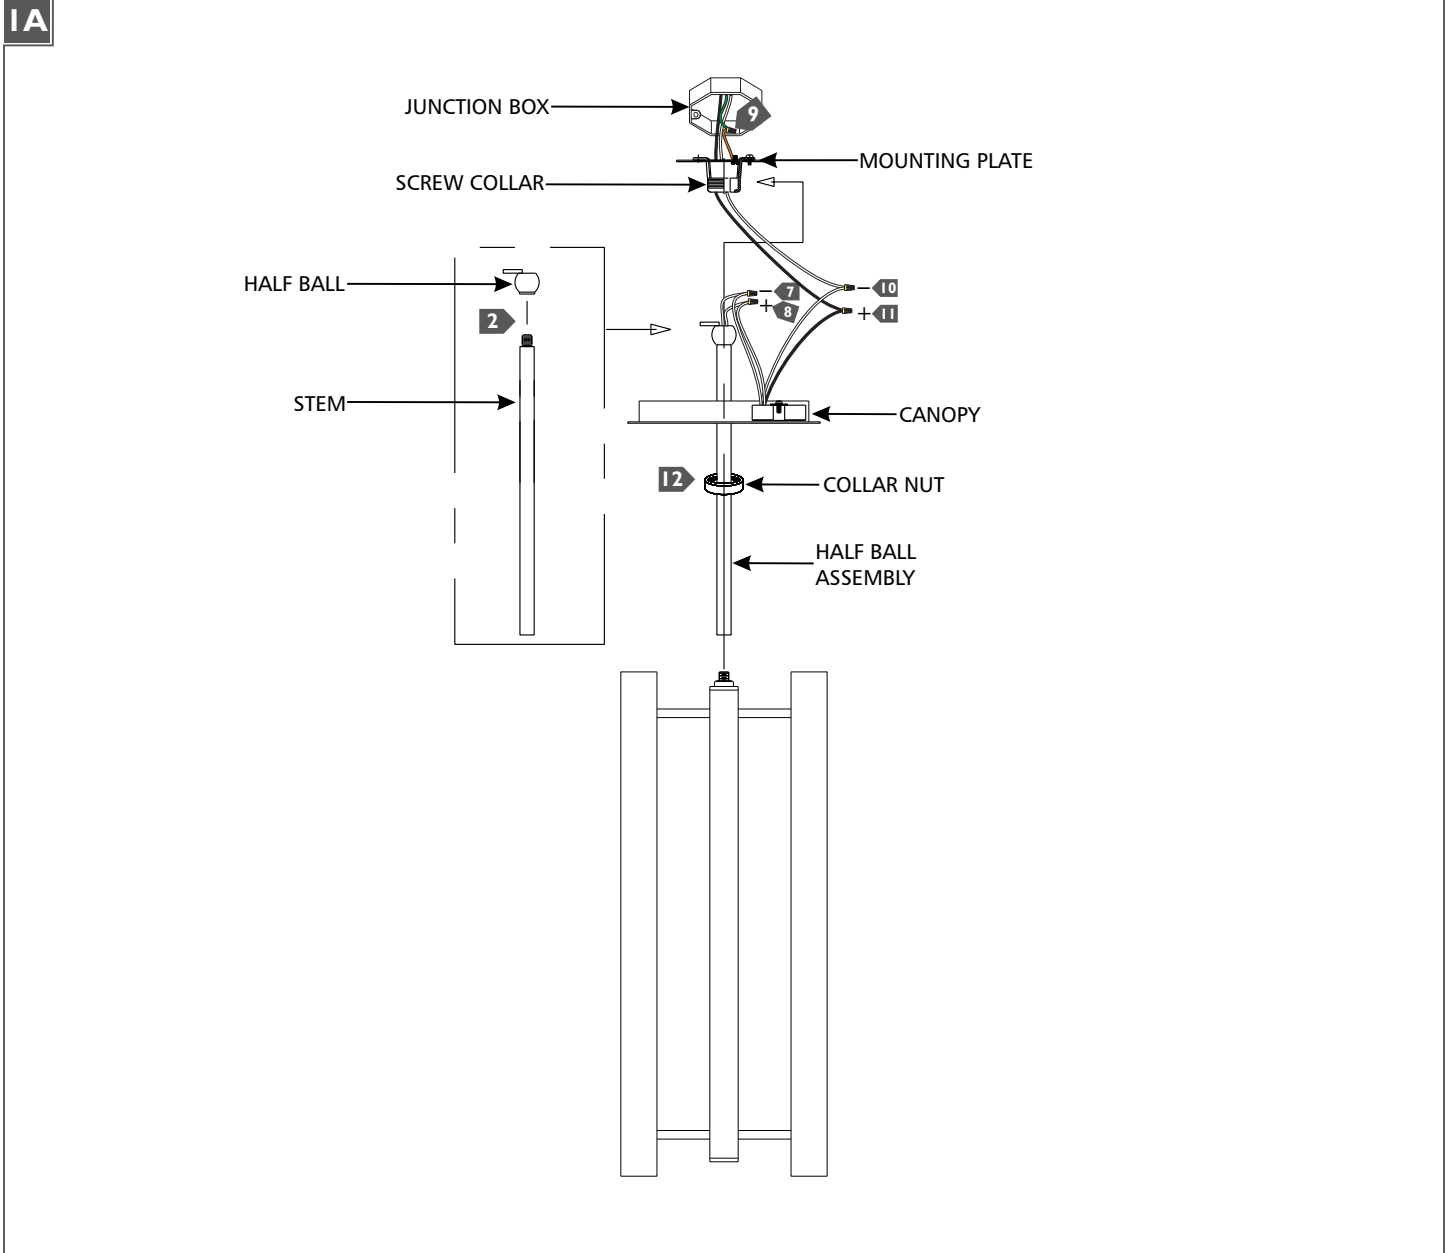 1A
JUNCTION BOX
9
MOUNTING PLATE
SCREW COLLAR
HALF BALL
2
− 7
+ 8
− 10
+ 11
STEM
CANOPY
12
COLLAR NUT
HALF BALL
ASSEMBLY